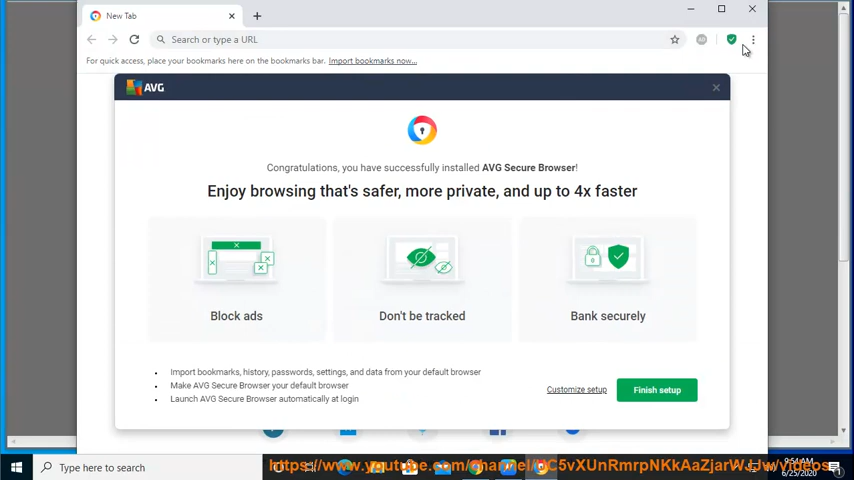 New Tab
Search or type a URL
For quick access, place your bookmarks here on the bookmarks bar. Import bookmarks now...
AVG
Congratulations, you have successfully installed AVG Secure Browser!
Enjoy browsing that's safer, more private, and up to 4x faster
Block ads
Don't be tracked
Bank securely
Import bookmarks, history, passwords, settings, and data from your default browser
Make AVG Secure Browser your default browser
Launch AVG Secure Browser automatically at login
Customize setup
Finish setup
Type here to search
9:54 AM
6/25/2020